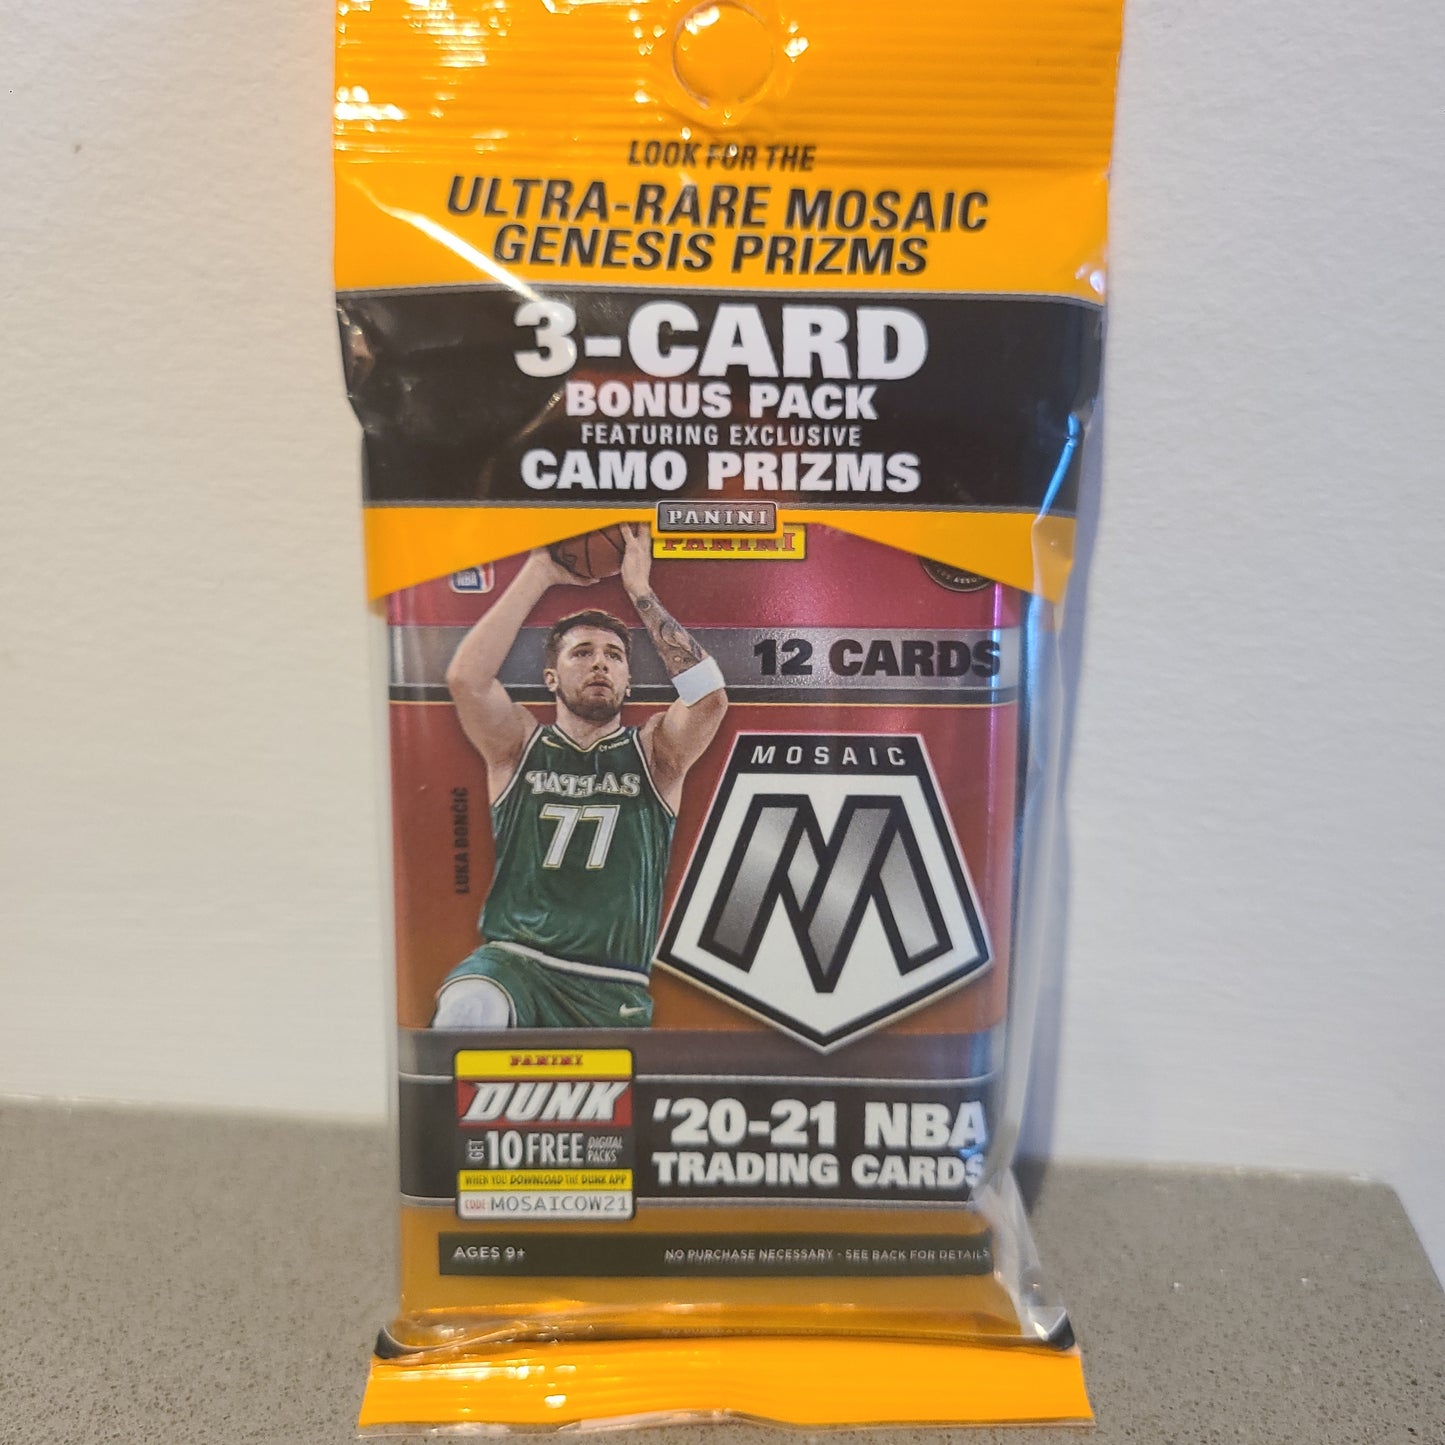 LOOK FOR THE
ULTRA-RARE MOSAIC
GENESIS PRIZMS
3-CARD
BONUS PACK
FEATURING EXCLUSIVE
CAMO PRIZMS
PANINI
PANINI
NBA
12 CARDS
MOSAIC
M
DALLAS
77
LUKA DONČIĆ
PANINI
DUNK
GET 10 FREE DIGITAL PACKS
WHEN YOU DOWNLOAD THE DUNK APP
CODE MOSAICOW21
'20-21 NBA
TRADING CARDS
AGES 9+
NO PURCHASE NECESSARY - SEE BACK FOR DETAILS